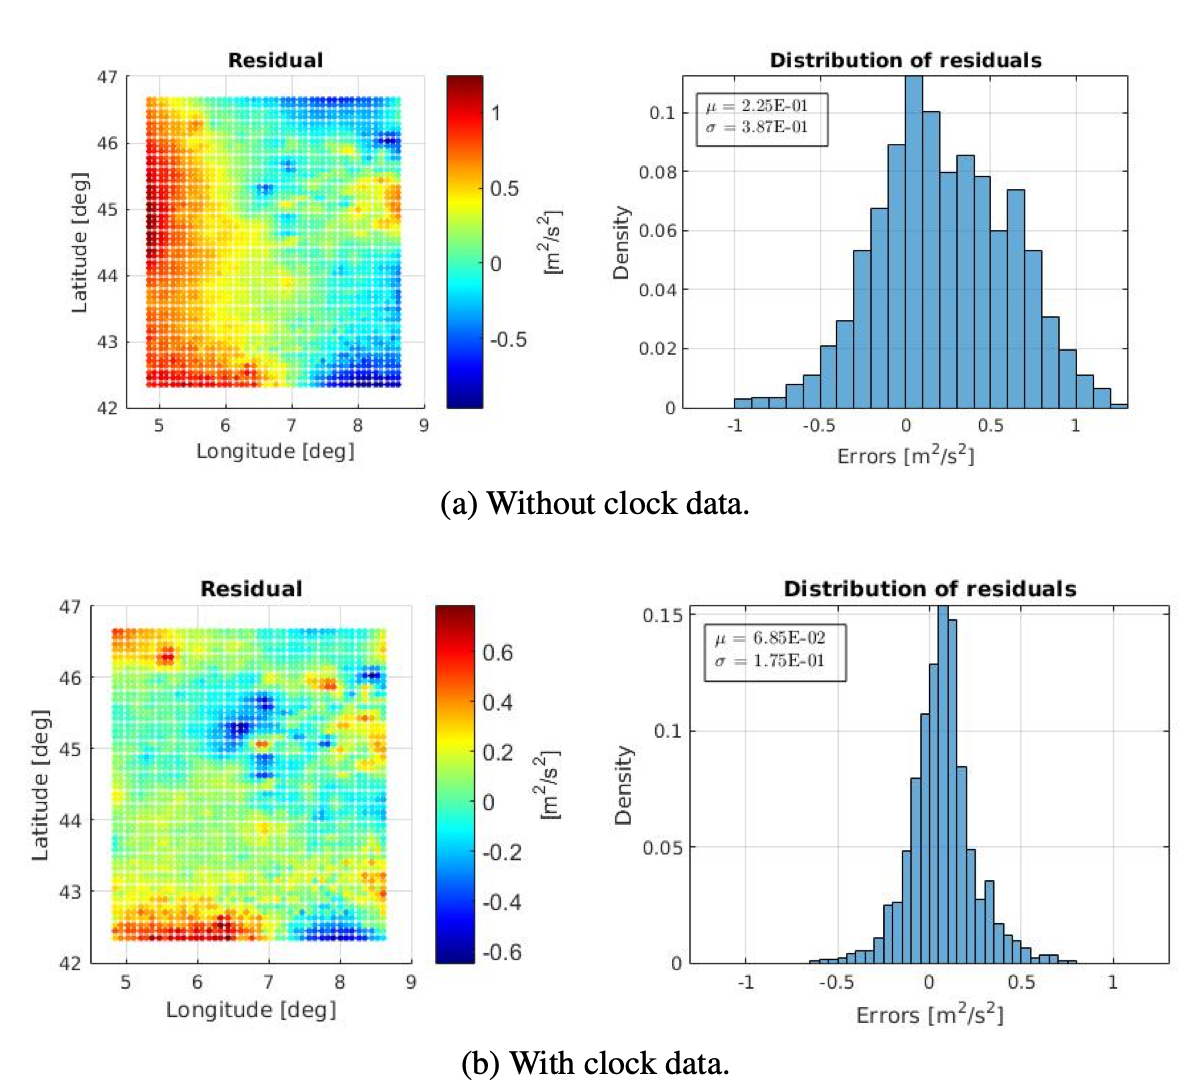 Residual
47
46
45
44
43
42
5 6 7 8 9
Latitude [deg]
Longitude [deg]
1
0.5
0
-0.5
[m²/s²]
Distribution of residuals
μ = 2.25E-01
σ = 3.87E-01
0.1
0.08
0.06
0.04
0.02
0
-1 -0.5 0 0.5 1
Density
Errors [m²/s²]
(a) Without clock data.
Residual
47
46
45
44
43
42
5 6 7 8 9
Latitude [deg]
Longitude [deg]
0.6
0.4
0.2
0
-0.2
-0.4
-0.6
[m²/s²]
Distribution of residuals
μ = 6.85E-02
σ = 1.75E-01
0.15
0.1
0.05
0
-1 -0.5 0 0.5 1
Density
Errors [m²/s²]
(b) With clock data.